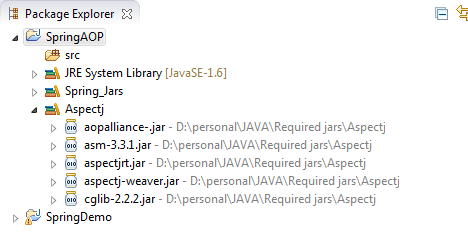 Package Explorer
SpringAOP
src
JRE System Library [JavaSE-1.6]
Spring_Jars
Aspectj
aopalliance-.jar - D:\personal\JAVA\Required jars\Aspectj
asm-3.3.1.jar - D:\personal\JAVA\Required jars\Aspectj
aspectjrt.jar - D:\personal\JAVA\Required jars\Aspectj
aspectj-weaver.jar - D:\personal\JAVA\Required jars\Aspectj
cglib-2.2.2.jar - D:\personal\JAVA\Required jars\Aspectj
SpringDemo